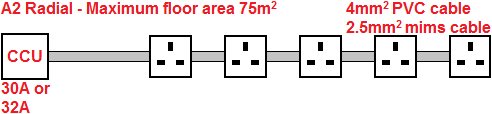 A2 Radial - Maximum floor area 75m²
4mm² PVC cable
2.5mm² mims cable
CCU
30A or
32A